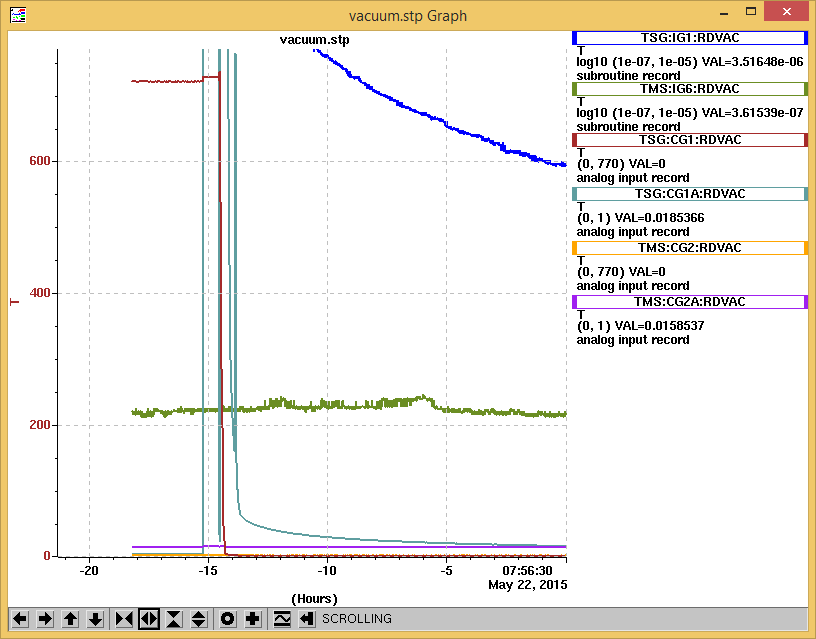 vacuum.stp Graph
vacuum.stp
TSG:IG1:RDVAC
T
log10 (1e-07, 1e-05) VAL=3.51648e-06
subroutine record
TMS:IG6:RDVAC
T
log10 (1e-07, 1e-05) VAL=3.61539e-07
subroutine record
TSG:CG1:RDVAC
T
(0, 770) VAL=0
analog input record
TSG:CG1A:RDVAC
T
(0, 1) VAL=0.0185366
analog input record
TMS:CG2:RDVAC
T
(0, 770) VAL=0
analog input record
TMS:CG2A:RDVAC
T
(0, 1) VAL=0.0158537
analog input record
600
400
T
200
0
-20 -15 -10 -5 07:56:30
May 22, 2015
(Hours)
SCROLLING